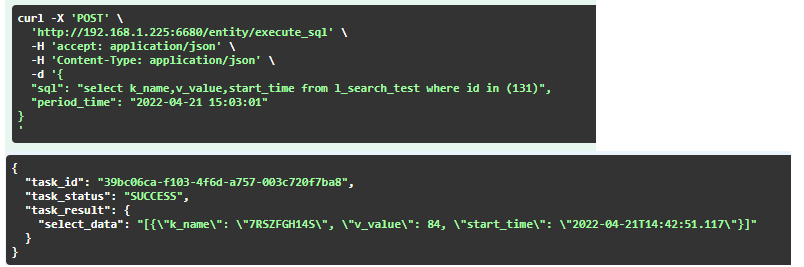 curl -X 'POST' \
  'http://192.168.1.225:6680/entity/execute_sql' \
  -H 'accept: application/json' \
  -H 'Content-Type: application/json' \
  -d '{
  "sql": "select k_name,v_value,start_time from l_search_test where id in (131)",
  "period_time": "2022-04-21 15:03:01"
}
'
{
  "task_id": "39bc06ca-f103-4f6d-a757-003c720f7ba8",
  "task_status": "SUCCESS",
  "task_result": {
    "select_data": "[{\"k_name\": \"7RSZFGH14S\", \"v_value\": 84, \"start_time\": \"2022-04-21T14:42:51.117\"}]"
  }
}